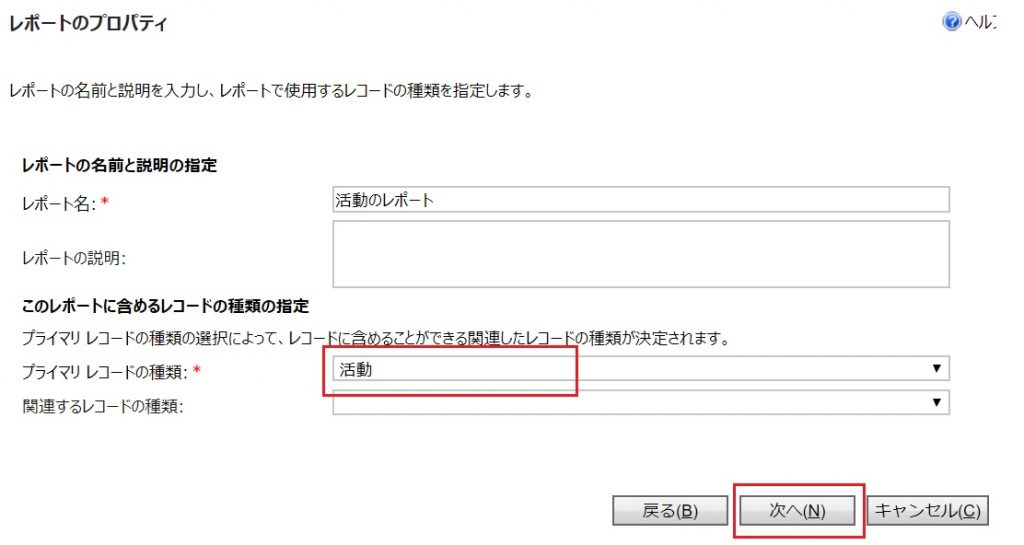 レポートのプロパティ
ヘル
レポートの名前と説明を入力し、レポートで使用するレコードの種類を指定します。
レポートの名前と説明の指定
レポート名: *
活動のレポート
レポートの説明:
このレポートに含めるレコードの種類の指定
プライマリ レコードの種類の選択によって、レコードに含めることができる関連したレコードの種類が決定されます。
プライマリ レコードの種類: *
活動
関連するレコードの種類:
戻る(B)
次へ(N)
キャンセル(C)